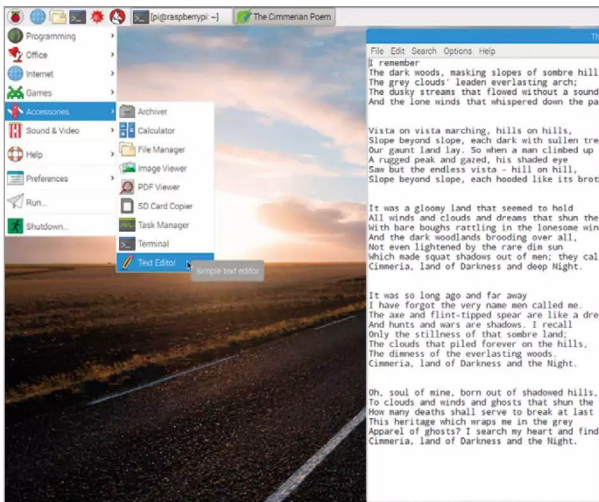 [pi@raspberrypi: ~]
The Cimmerian Poem
Programming
Office
Internet
Games
Accessories
Sound & Video
Help
Preferences
Run...
Shutdown...
Archiver
Calculator
File Manager
Image Viewer
PDF Viewer
SD Card Copier
Task Manager
Terminal
Text Editor
Simple text editor
Th
File Edit Search Options Help
I remember
The dark woods, masking slopes of sombre hill
The grey clouds' leaden everlasting arch;
The dusky streams that flowed without a sound
And the lone winds that whispered down the pa
Vista on vista marching, hills on hills,
Slope beyond slope, each dark with sullen tre
Our gaunt land lay. So when a man climbed up
A rugged peak and gazed, his shaded eye
Saw but the endless vista - hill on hill,
Slope beyond slope, each hooded like its brot
It was a gloomy land that seemed to hold
All winds and clouds and dreams that shun the
With bare boughs rattling in the lonesome win
And the dark woodlands brooding over all,
Not even lightened by the rare dim sun
Which made squat shadows out of men; they cal
Cimmeria, land of Darkness and deep Night.
It was so long ago and far away
I have forgot the very name men called me.
The axe and flint-tipped spear are like a dre
And hunts and wars are shadows. I recall
Only the stillness of that sombre land;
The clouds that piled forever on the hills,
The dimness of the everlasting woods.
Cimmeria, land of Darkness and the Night.
Oh, soul of mine, born out of shadowed hills,
To clouds and winds and ghosts that shun the
How many deaths shall serve to break at last
This heritage which wraps me in the grey
Apparel of ghosts? I search my heart and find
Cimmeria, land of Darkness and the Night.